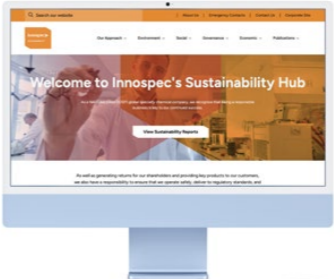 Search our website
About Us
Emergency Contacts
Contact Us
Corporate Site
innospec
Our Approach
Environment
Social
Governance
Economic
Publications
Welcome to Innospec's Sustainability Hub
View Sustainability Reports
As well as generating returns for our shareholders and providing key products to our customers,
we also have a responsibility to ensure that we operate safely, deliver to regulatory standards, and